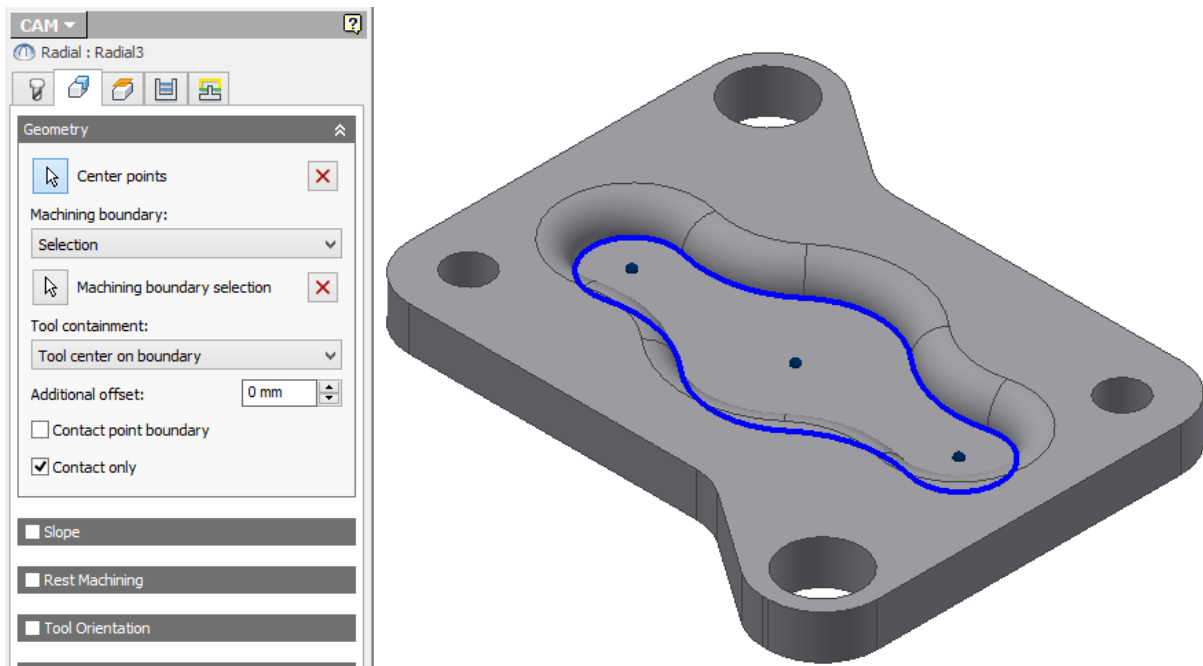 CAM
Radial : Radial3
Geometry
Center points
Machining boundary:
Selection
Machining boundary selection
Tool containment:
Tool center on boundary
Additional offset: 0 mm
Contact point boundary
Contact only
Slope
Rest Machining
Tool Orientation